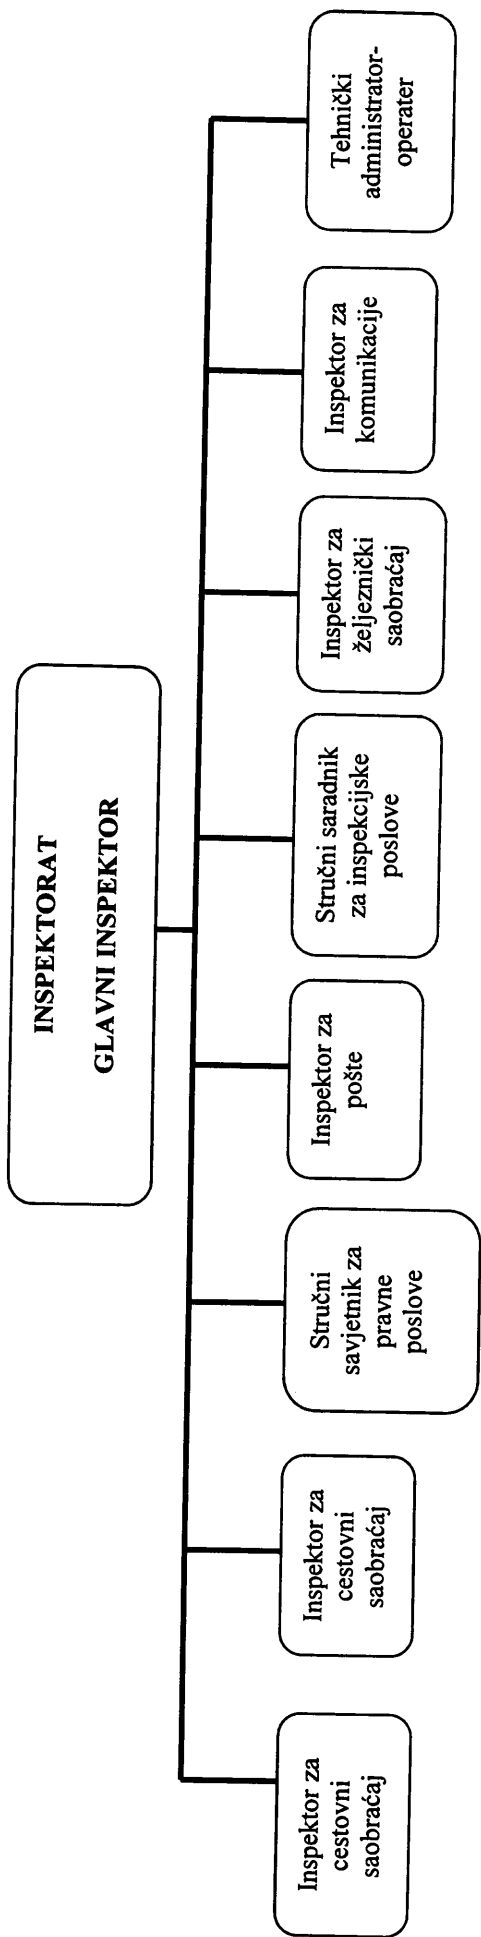 INSPEKTORAT
GLAVNI INSPEKTOR
Inspektor za
cestovni
saobraćaj
Inspektor za
cestovni
saobraćaj
Stručni
savjetnik za
pravne
poslove
Inspektor za
pošte
Stručni saradnik
za inspekcijske
poslove
Inspektor za
željeznički
saobraćaj
Inspektor za
komunikacije
Tehnički
administrator-
operater